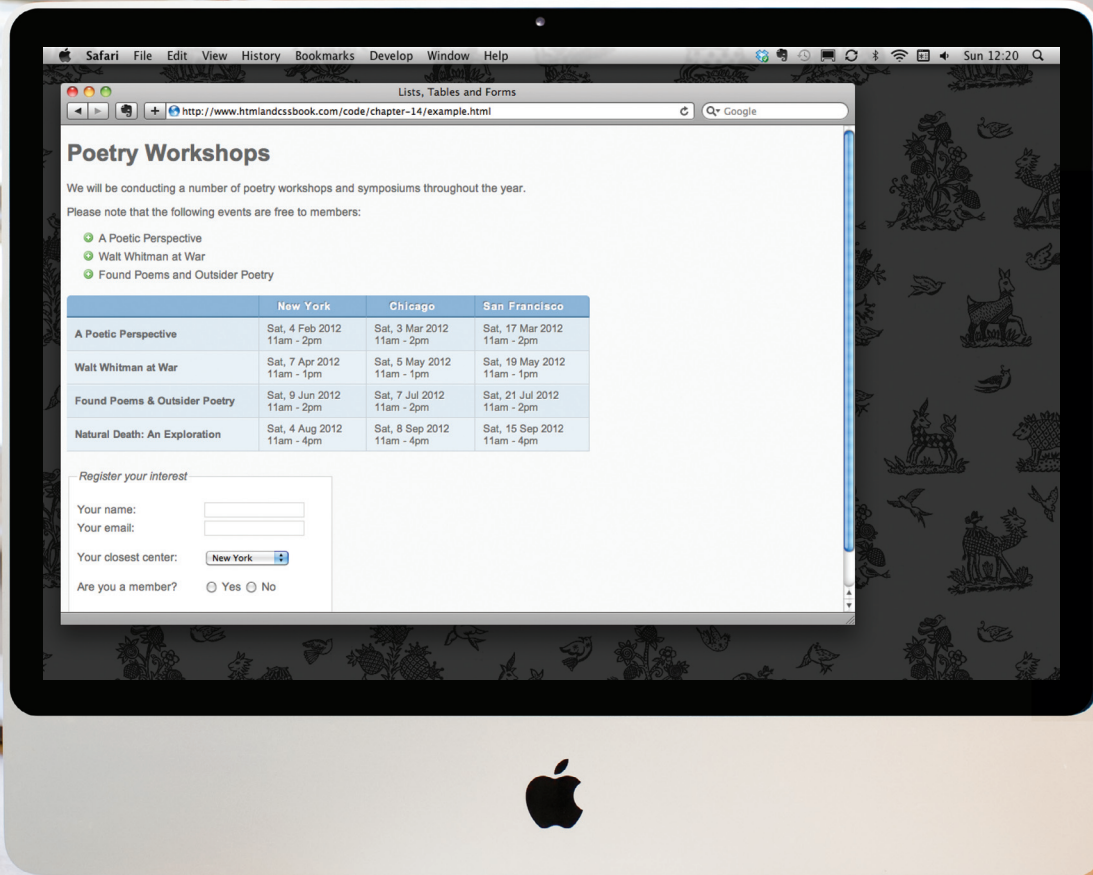 Safari File Edit View History Bookmarks Develop Window Help Sun 12:20
Lists, Tables and Forms
http://www.htmlandcssbook.com/code/chapter-14/example.html Google
Poetry Workshops
We will be conducting a number of poetry workshops and symposiums throughout the year.
Please note that the following events are free to members:
A Poetic Perspective
Walt Whitman at War
Found Poems and Outsider Poetry
New York Chicago San Francisco
A Poetic Perspective Sat, 4 Feb 2012 Sat, 3 Mar 2012 Sat, 17 Mar 2012
11am - 2pm 11am - 2pm 11am - 2pm
Walt Whitman at War Sat, 7 Apr 2012 Sat, 5 May 2012 Sat, 19 May 2012
11am - 1pm 11am - 1pm 11am - 1pm
Found Poems & Outsider Poetry Sat, 9 Jun 2012 Sat, 7 Jul 2012 Sat, 21 Jul 2012
11am - 2pm 11am - 2pm 11am - 2pm
Natural Death: An Exploration Sat, 4 Aug 2012 Sat, 8 Sep 2012 Sat, 15 Sep 2012
11am - 4pm 11am - 4pm 11am - 4pm
Register your interest
Your name:
Your email:
Your closest center: New York
Are you a member? Yes No